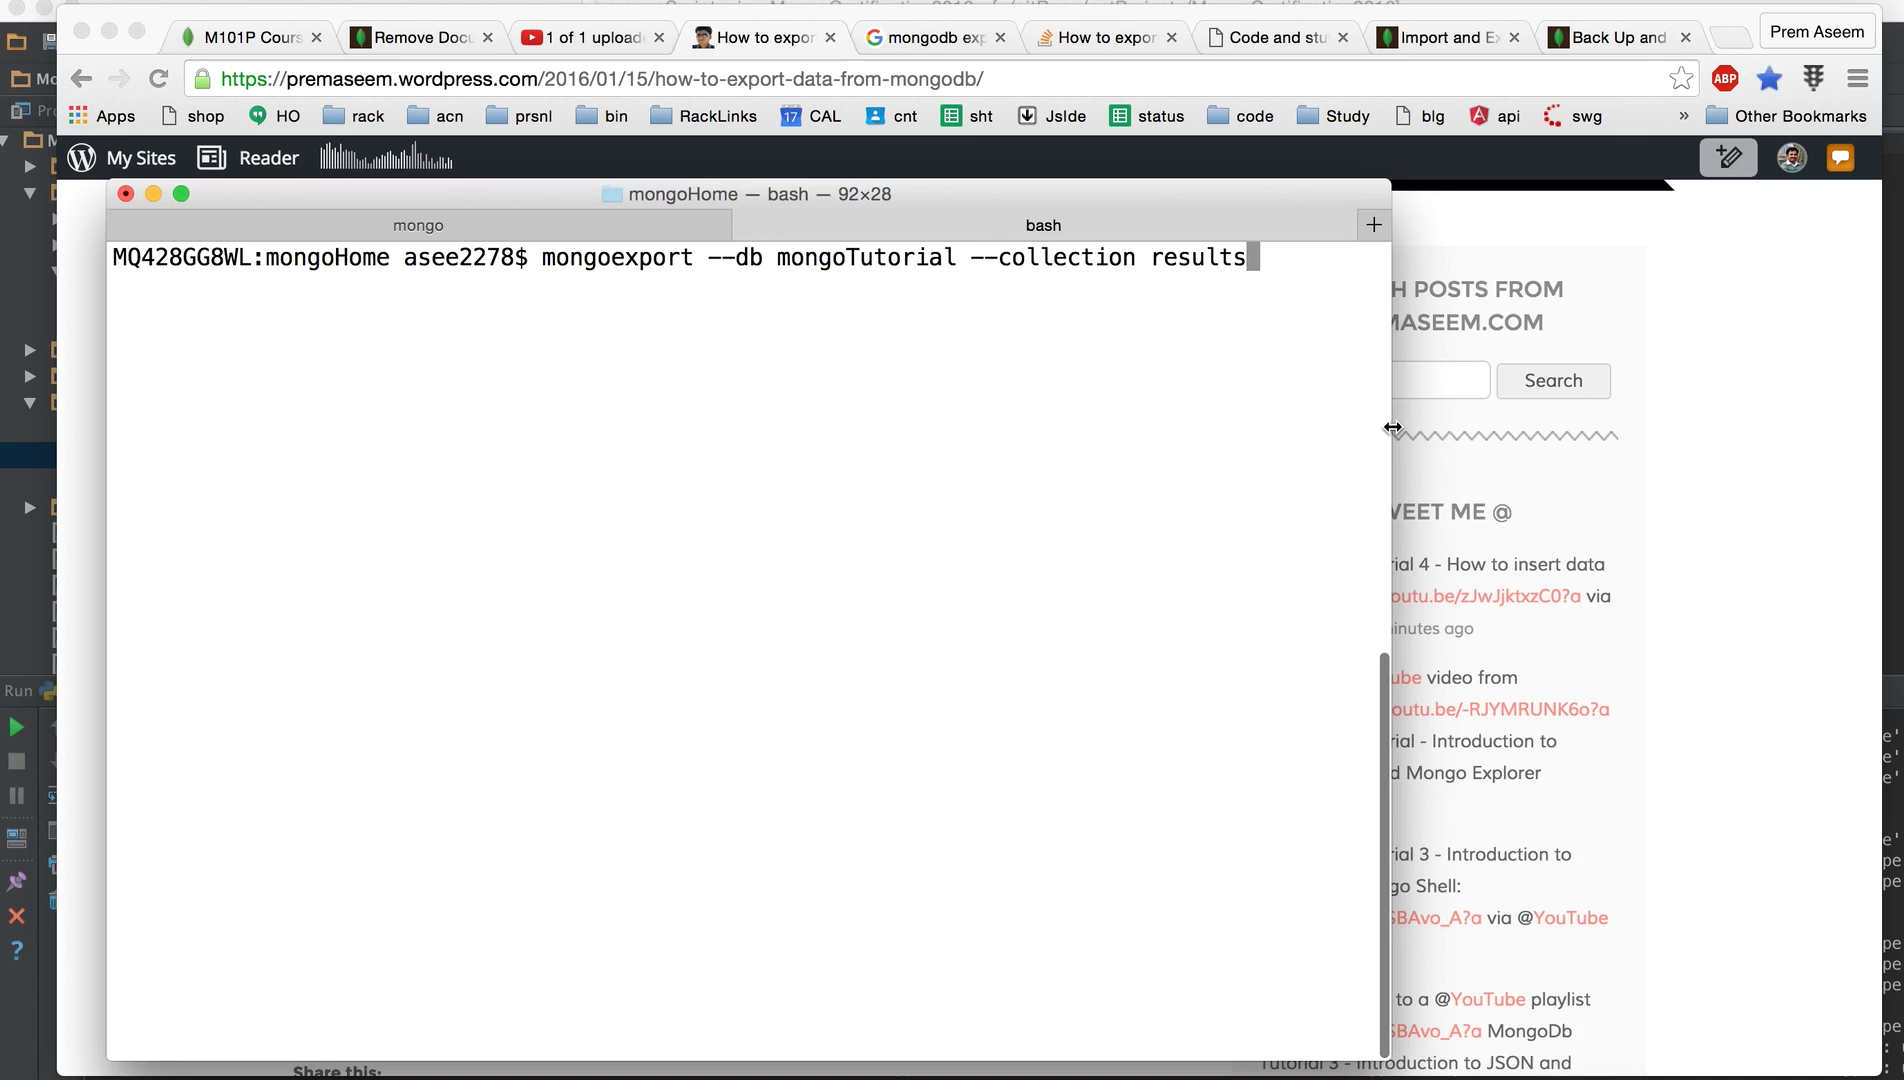 M101P Cours
Remove Docu
1 of 1 upload
How to expor
mongodb exp
How to expor
Code and stu
Import and Ex
Back Up and
Prem Aseem
https://premaseem.wordpress.com/2016/01/15/how-to-export-data-from-mongodb/
ABP
Apps shop HO rack acn prsnl bin RackLinks 17 CAL cnt sht JsIde status code Study blg api swg » Other Bookmarks
My Sites Reader
mongoHome — bash — 92×28
mongo bash +
MQ428GG8WL:mongoHome asee2278$ mongoexport --db mongoTutorial --collection results
H POSTS FROM
MASEEM.COM
Search
WEET ME @
rial 4 - How to insert data
outu.be/zJwJjktxzC0?a via
inutes ago
ube video from
outu.be/-RJYMRUNK6o?a
rial - Introduction to
d Mongo Explorer
rial 3 - Introduction to
go Shell:
SBAvo_A?a via @YouTube
to a @YouTube playlist
SBAvo_A?a MongoDb
Tutorial 3 - Introduction to JSON and
Share this:
Run